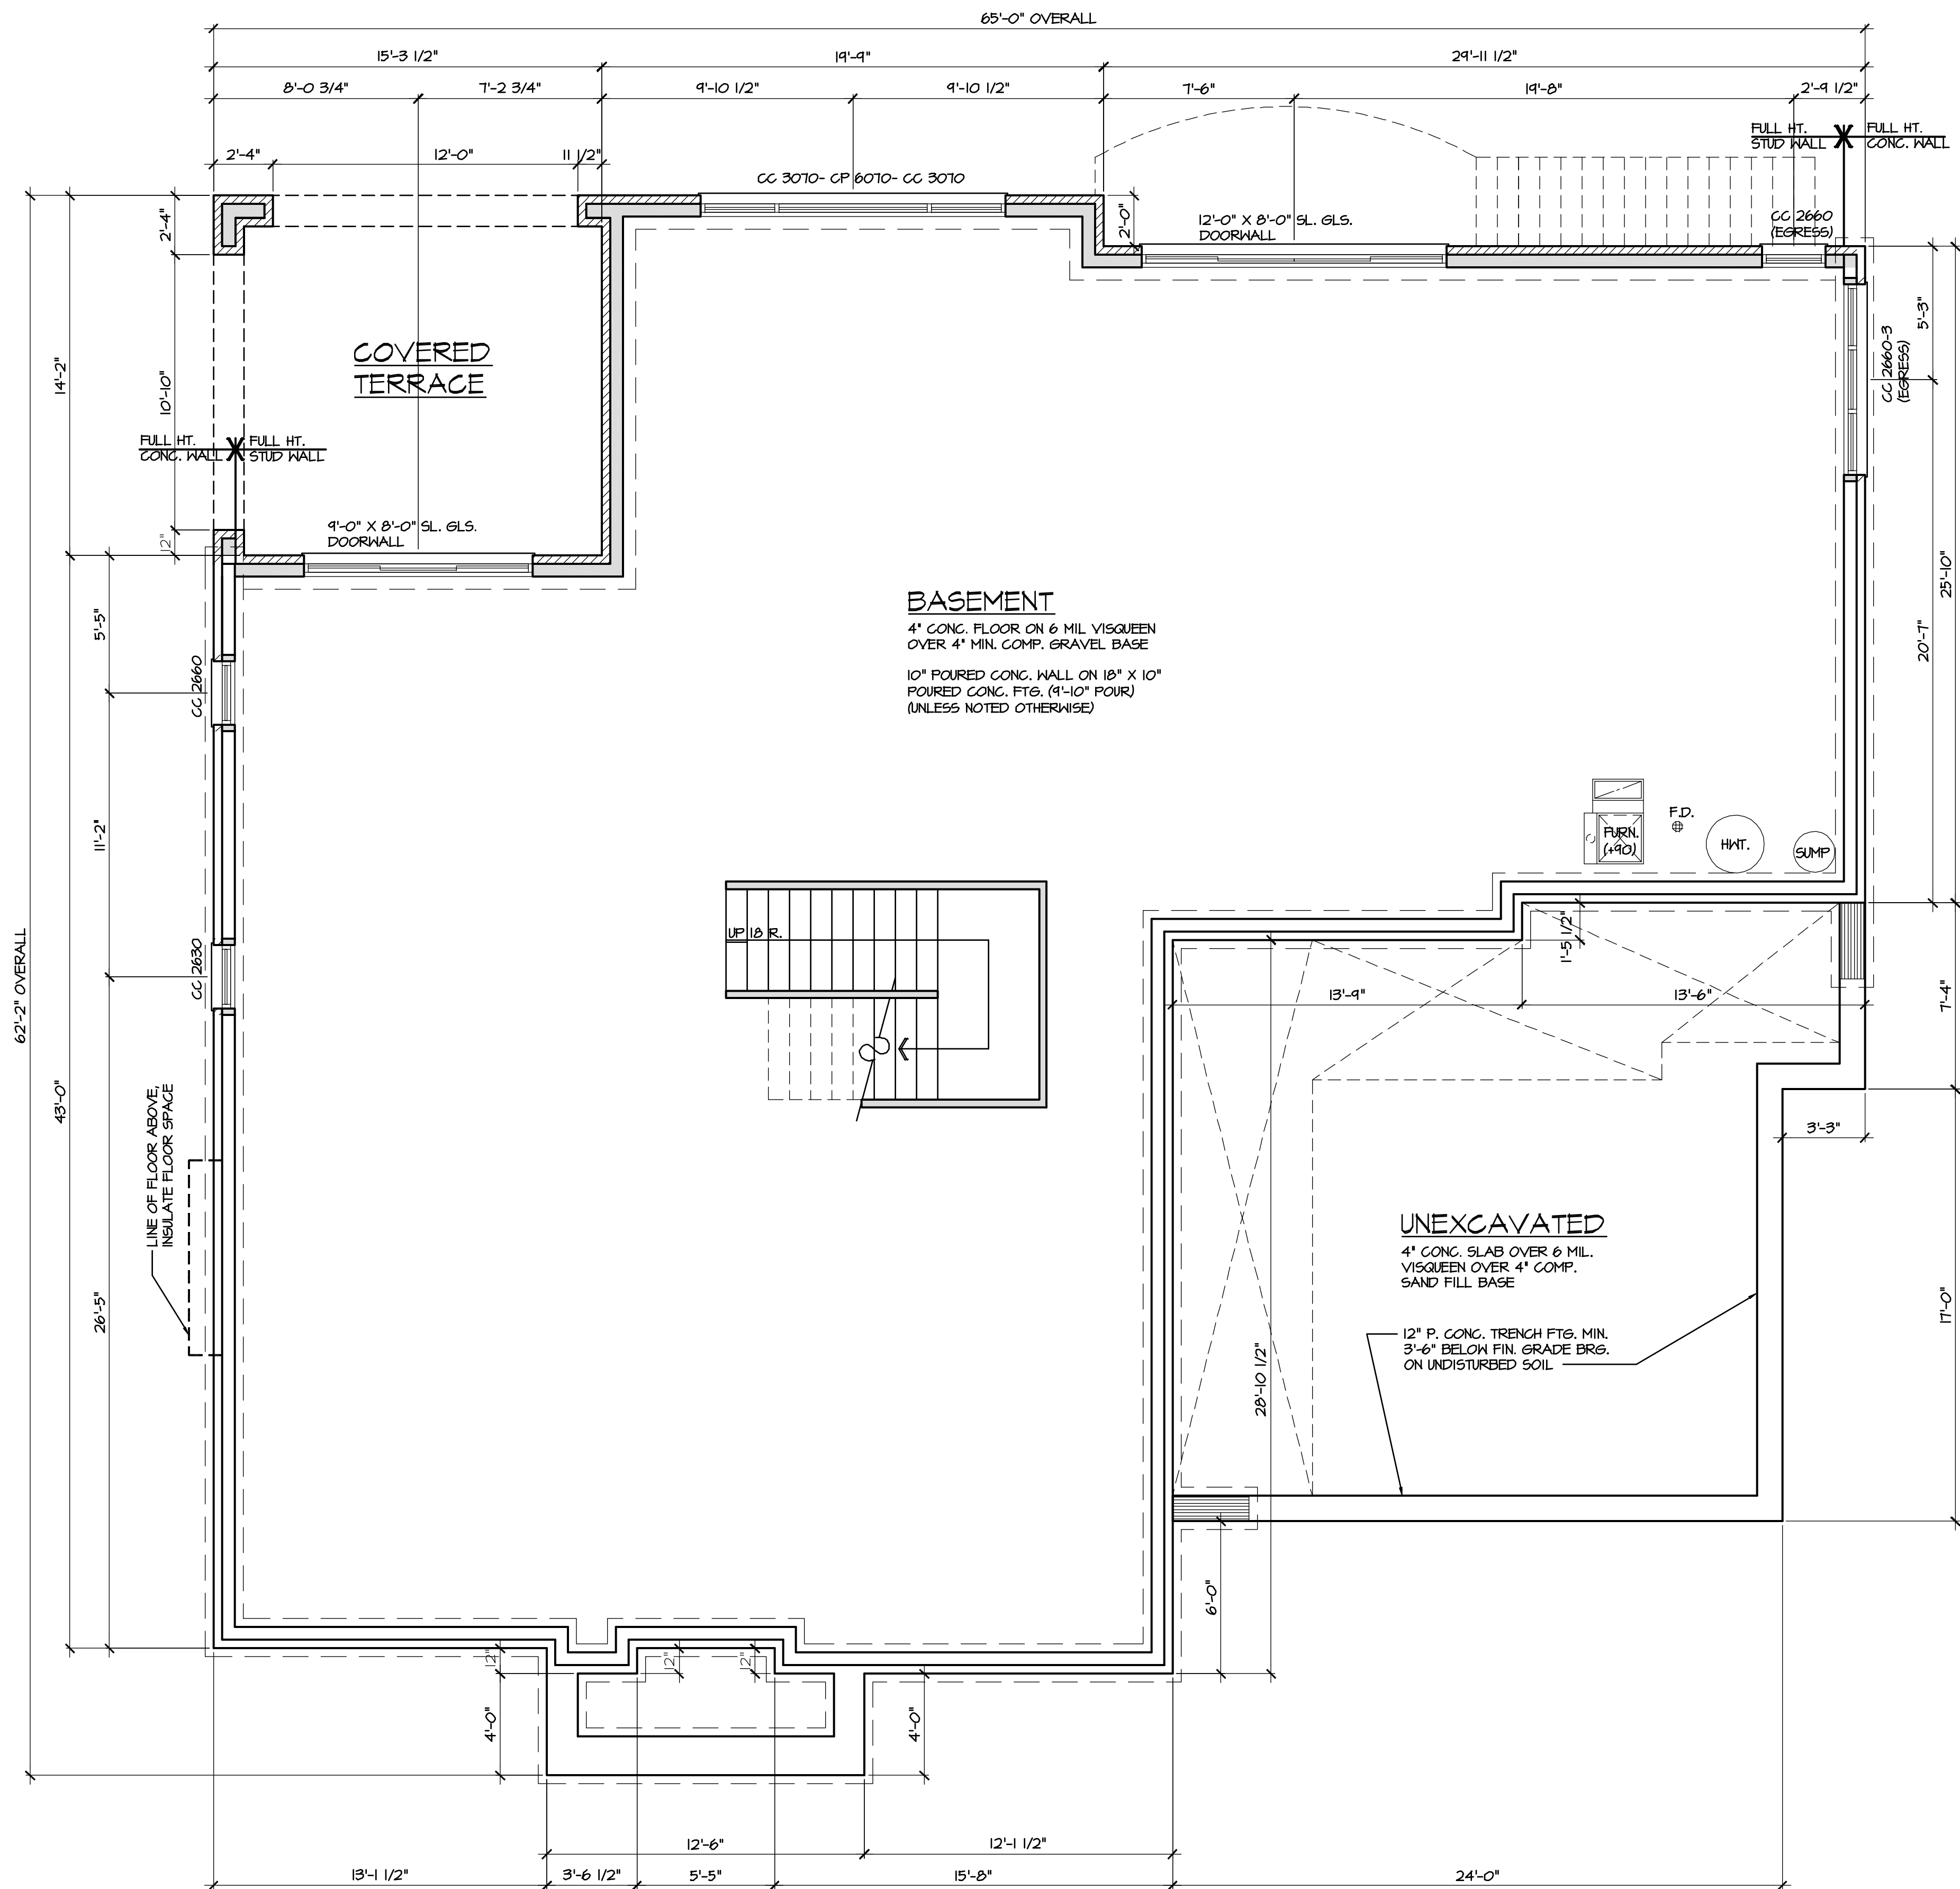 65'-0" OVERALL
15'-3 1/2"
19'-9"
29'-11 1/2"
8'-0 3/4"
7'-2 3/4"
9'-10 1/2"
9'-10 1/2"
7'-6"
19'-8"
2'-9 1/2"
FULL HT.
STUD WALL
FULL HT.
CONC. WALL
2'-4"
12'-0"
11 1/2"
CC 3070- CP 6070- CC 3070
2'-4"
2'-0"
12'-0" X 8'-0" SL. GLS.
DOORWALL
CC 2660
(EGRESS)
5'-3"
CC 2660-3
(EGRESS)
COVERED
TERRACE
14'-2"
10'-10"
FULL HT.
CONC. WALL
FULL HT.
STUD WALL
12"
9'-0" X 8'-0" SL. GLS.
DOORWALL
25'-10"
20'-7"
BASEMENT
4" CONC. FLOOR ON 6 MIL VISQUEEN
OVER 4" MIN. COMP. GRAVEL BASE
10" POURED CONC. WALL ON 18" X 10"
POURED CONC. FTG. (9'-10" POUR)
(UNLESS NOTED OTHERWISE)
5'-5"
CC 2660
11'-2"
FURN.
(+90)
F.D.
HWT.
SUMP
UP 18 R.
CC 2630
62'-2" OVERALL
43'-0"
1'-5 1/2"
13'-9"
13'-6"
7'-4"
3'-3"
LINE OF FLOOR ABOVE,
INSULATE FLOOR SPACE
26'-5"
UNEXCAVATED
4" CONC. SLAB OVER 6 MIL.
VISQUEEN OVER 4" COMP.
SAND FILL BASE
17'-0"
12" P. CONC. TRENCH FTG. MIN.
3'-6" BELOW FIN. GRADE BRG.
ON UNDISTURBED SOIL
28'-10 1/2"
6'-0"
12"
12"
12"
4'-0"
4'-0"
12'-6"
12'-1 1/2"
13'-1 1/2"
3'-6 1/2"
5'-5"
15'-8"
24'-0"